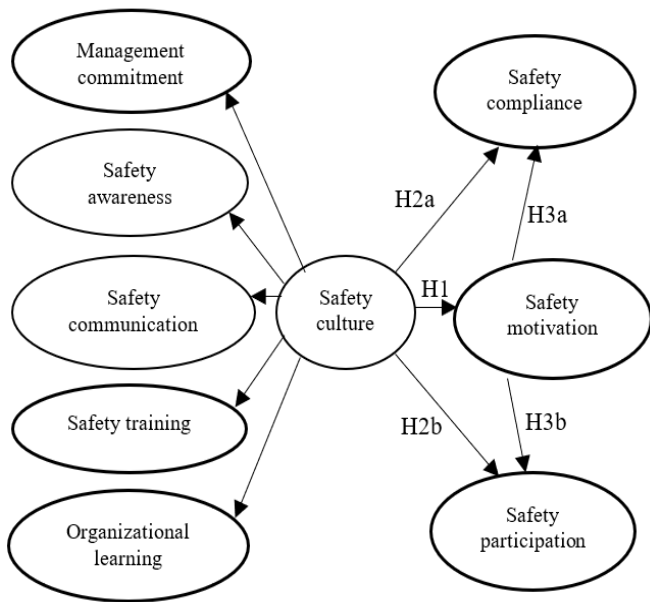 Management
commitment
Safety
awareness
Safety
communication
Safety training
Organizational
learning
Safety
culture
H2a
H1
H2b
Safety
compliance
H3a
Safety
motivation
H3b
Safety
participation